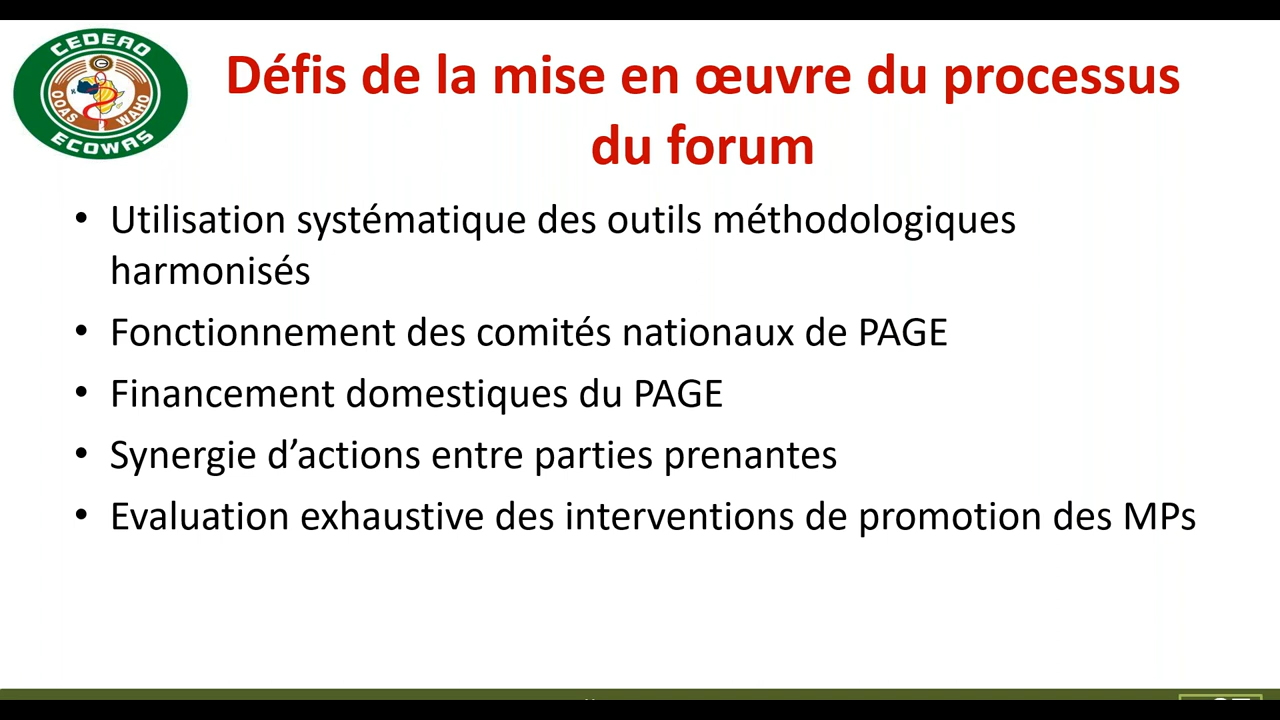 CEDEAO
OOAS WAHO
ECOWAS
Défis de la mise en œuvre du processus
du forum
• Utilisation systématique des outils méthodologiques
harmonisés
• Fonctionnement des comités nationaux de PAGE
• Financement domestiques du PAGE
• Synergie d’actions entre parties prenantes
• Evaluation exhaustive des interventions de promotion des MPs